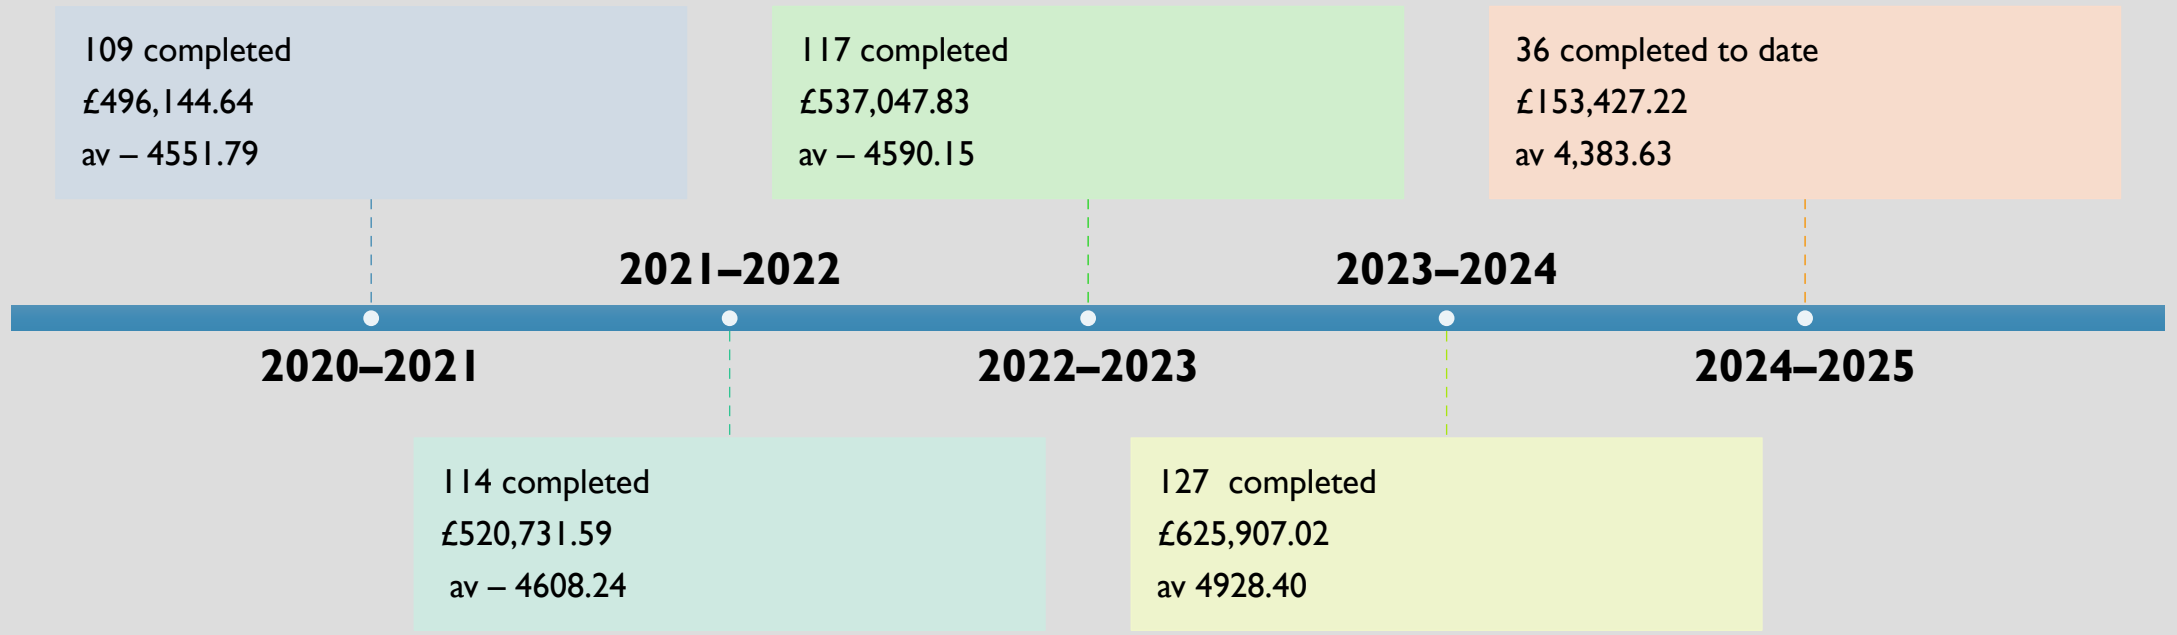 109 completed
£496,144.64
av – 4551.79
117 completed
£537,047.83
av – 4590.15
36 completed to date
£153,427.22
av 4,383.63
2021–2022
2023–2024
2020–2021
2022–2023
2024–2025
114 completed
£520,731.59
av – 4608.24
127 completed
£625,907.02
av 4928.40